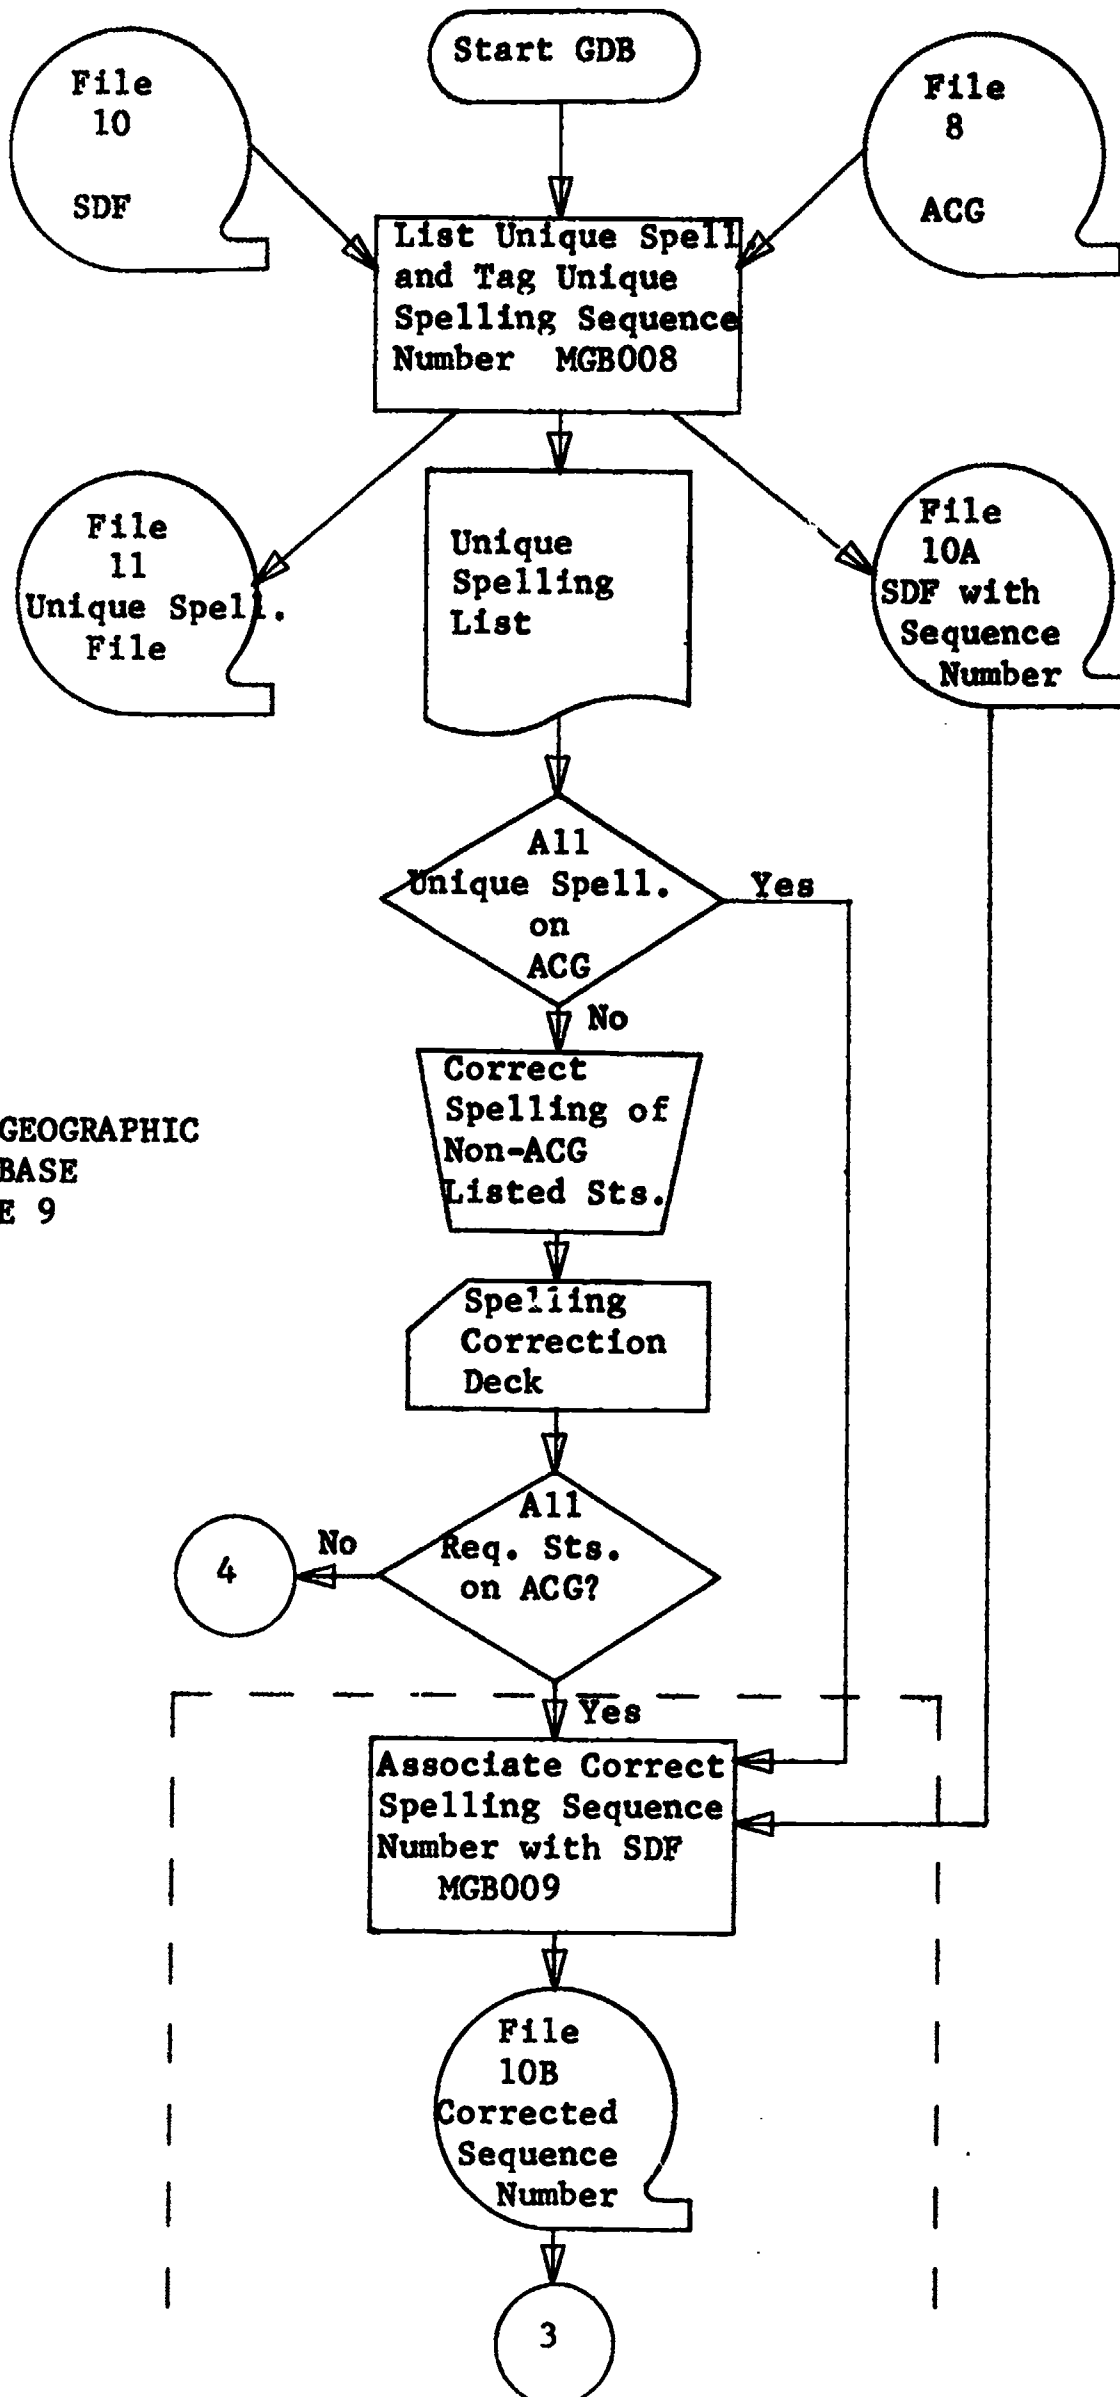 Start GDB
File
10
SDF
File
8
ACG
List Unique Spell
and Tag Unique
Spelling Sequence
Number MGB008
File
11
Unique Spell.
File
Unique
Spelling
List
File
10A
SDF with
Sequence
Number
All
Unique Spell.
on
ACG
Yes
No
Correct
Spelling of
Non-ACG
Listed Sts.
GEOGRAPHIC
BASE
E 9
Spelling
Correction
Deck
All
Req. Sts.
on ACG?
No
4
Yes
Associate Correct
Spelling Sequence
Number with SDF
MGB009
File
10B
Corrected
Sequence
Number
3